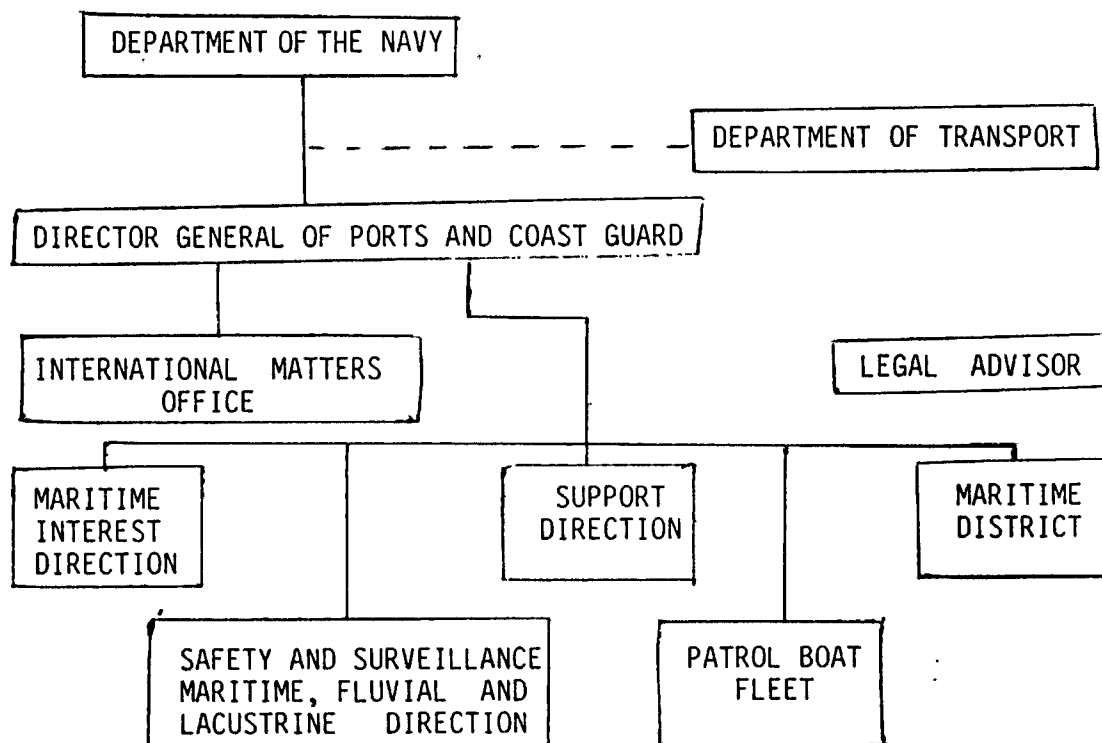 DEPARTMENT OF THE NAVY
DEPARTMENT OF TRANSPORT
DIRECTOR GENERAL OF PORTS AND COAST GUARD
INTERNATIONAL MATTERS
OFFICE
LEGAL ADVISOR
MARITIME
INTEREST
DIRECTION
SUPPORT
DIRECTION
MARITIME
DISTRICT
SAFETY AND SURVEILLANCE
MARITIME, FLUVIAL AND
LACUSTRINE DIRECTION
PATROL BOAT
FLEET